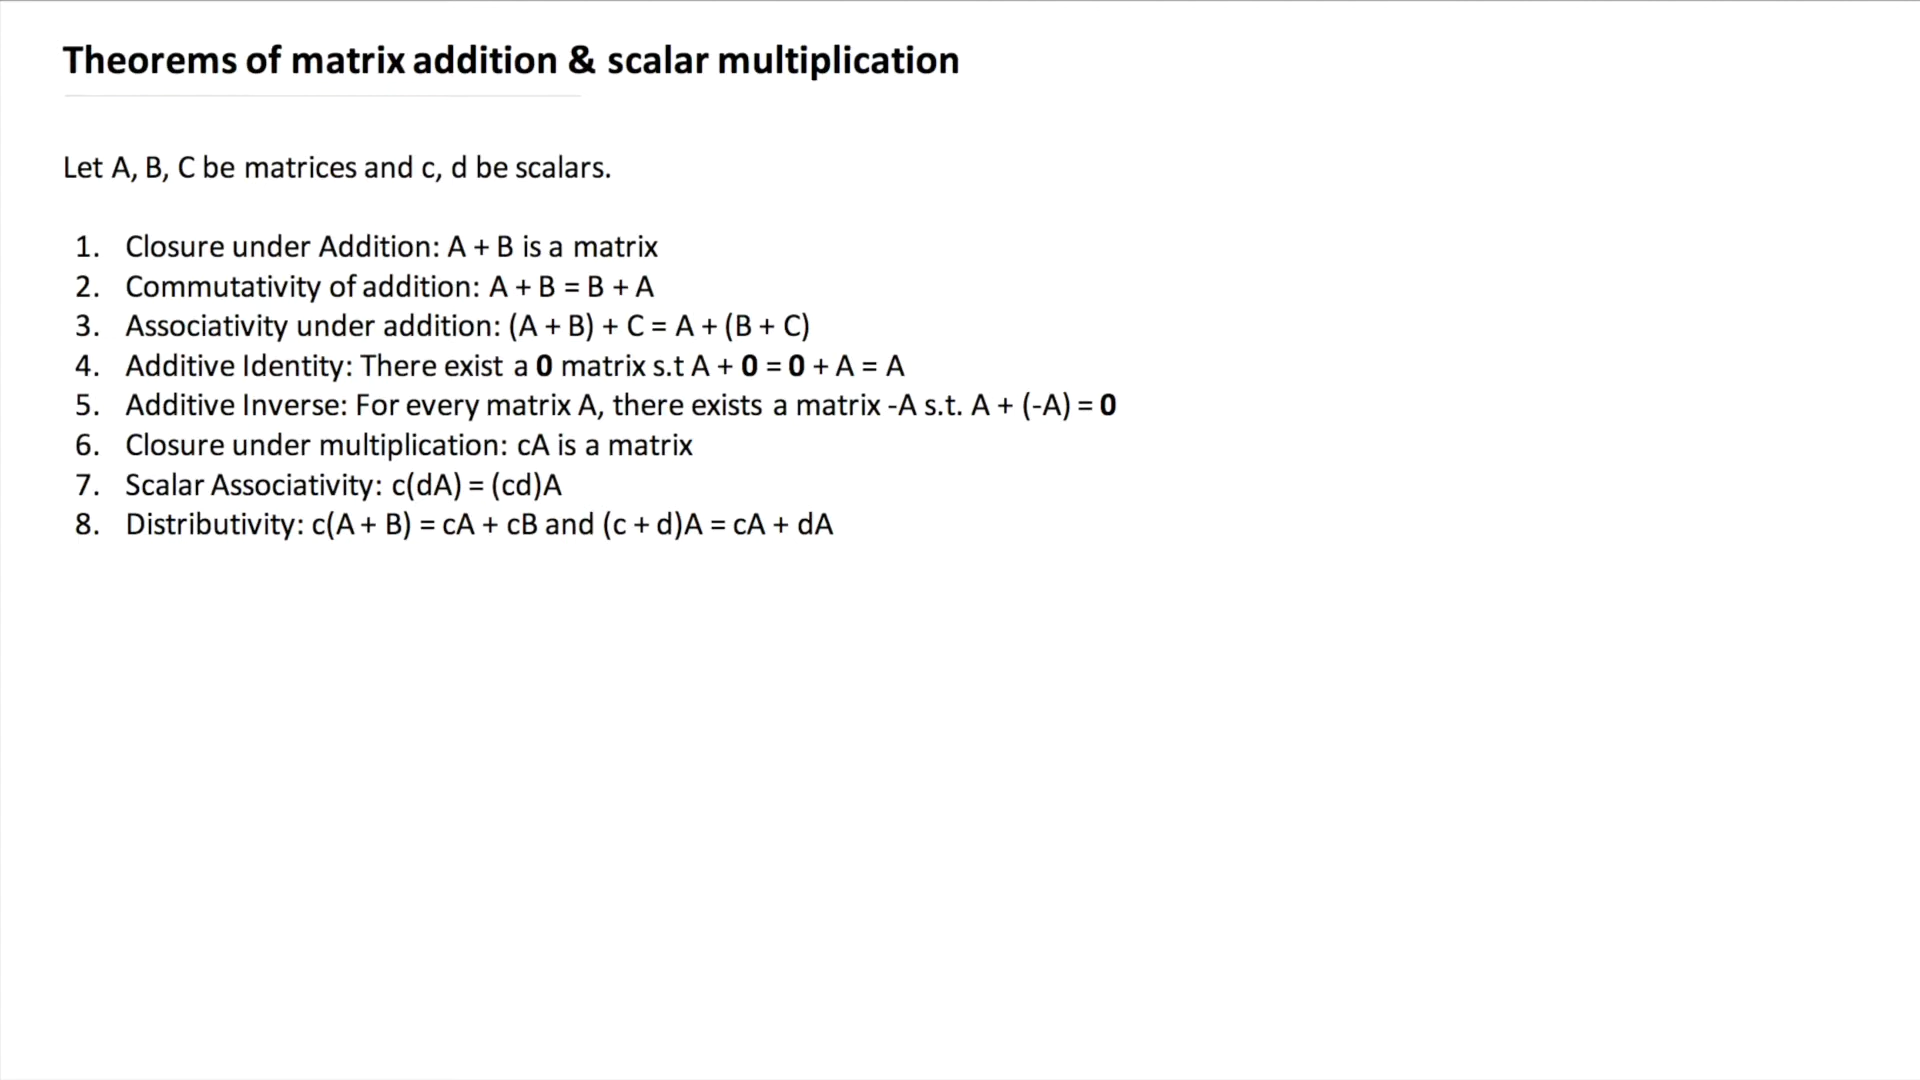 Theorems of matrix addition & scalar multiplication
Let A, B, C be matrices and c, d be scalars.
1. Closure under Addition: A + B is a matrix
2. Commutativity of addition: A + B = B + A
3. Associativity under addition: (A + B) + C = A + (B + C)
4. Additive Identity: There exist a 0 matrix s.t A + 0 = 0 + A = A
5. Additive Inverse: For every matrix A, there exists a matrix -A s.t. A + (-A) = 0
6. Closure under multiplication: cA is a matrix
7. Scalar Associativity: c(dA) = (cd)A
8. Distributivity: c(A + B) = cA + cB and (c + d)A = cA + dA